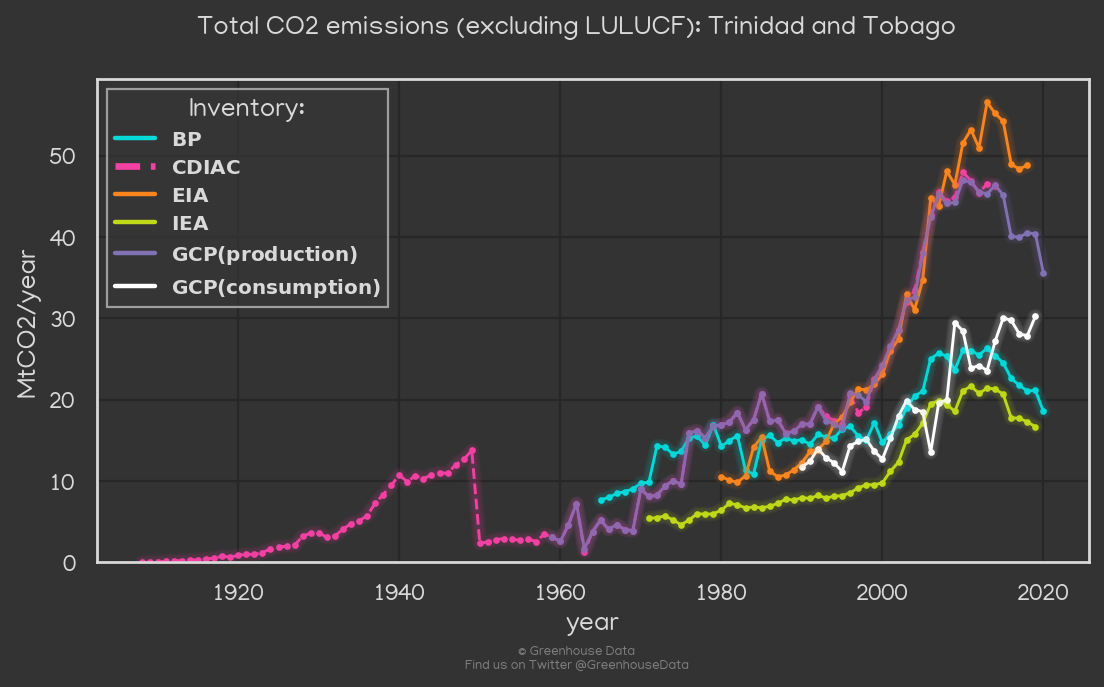 Total CO2 emissions (excluding LULUCF): Trinidad and Tobago
Inventory:
BP
CDIAC
EIA
IEA
GCP(production)
GCP(consumption)
MtCO2/year
50
40
30
20
10
0
1920 1940 1960 1980 2000 2020
year
© Greenhouse Data
Find us on Twitter @GreenhouseData